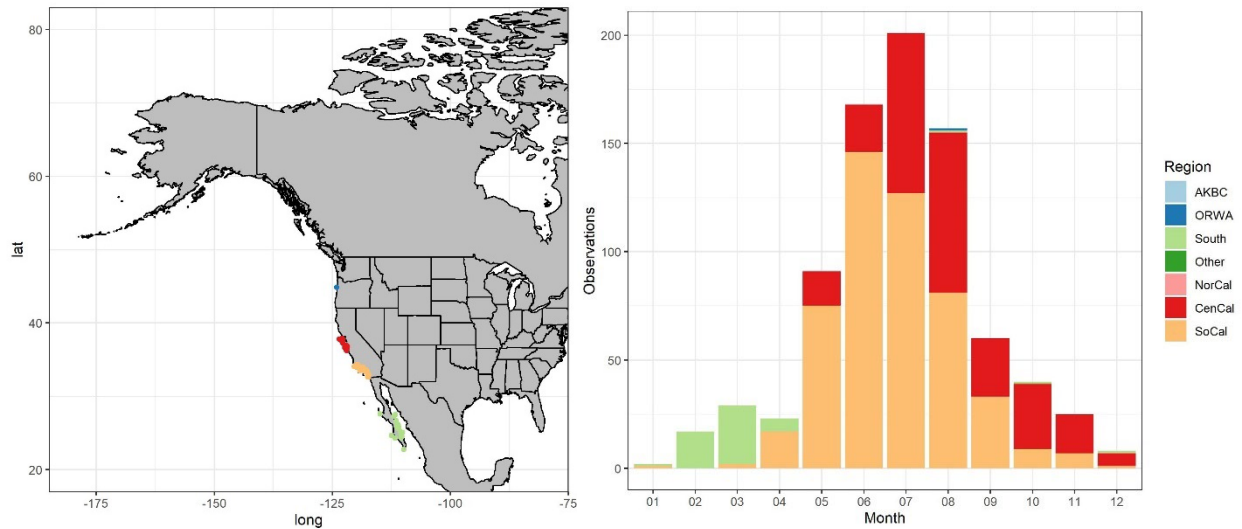 80
60
40
20
lat
-175
-150
-125
-100
-75
long
200
150
100
50
0
Observations
01 02 03 04 05 06 07 08 09 10 11 12
Month
Region
AKBC
ORWA
South
Other
NorCal
CenCal
SoCal